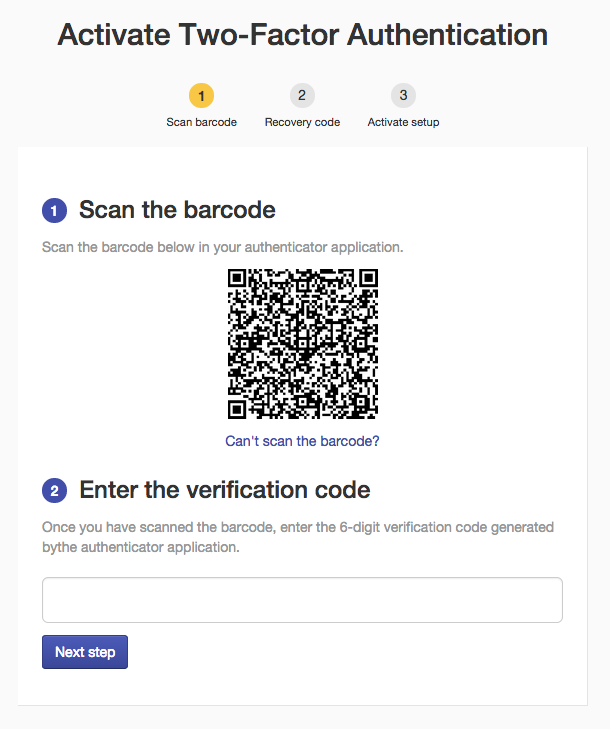 Activate Two-Factor Authentication
1 2 3
Scan barcode Recovery code Activate setup
1 Scan the barcode
Scan the barcode below in your authenticator application.
Can't scan the barcode?
2 Enter the verification code
Once you have scanned the barcode, enter the 6-digit verification code generated
bythe authenticator application.
Next step